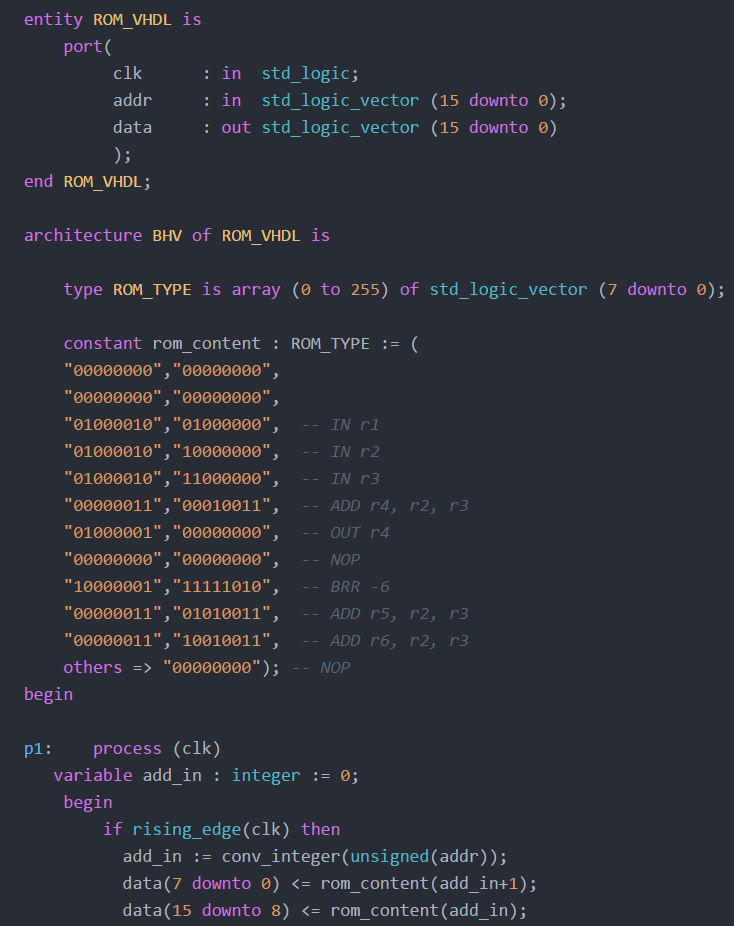 entity ROM_VHDL is
    port(
         clk      : in  std_logic;
         addr     : in  std_logic_vector (15 downto 0);
         data     : out std_logic_vector (15 downto 0)
         );
end ROM_VHDL;
architecture BHV of ROM_VHDL is
    type ROM_TYPE is array (0 to 255) of std_logic_vector (7 downto 0);
    constant rom_content : ROM_TYPE := (
    "00000000","00000000",
    "00000000","00000000",
    "01000010","01000000",  -- IN r1
    "01000010","10000000",  -- IN r2
    "01000010","11000000",  -- IN r3
    "00000011","00010011",  -- ADD r4, r2, r3
    "01000001","00000000",  -- OUT r4
    "00000000","00000000",  -- NOP
    "10000001","11111010",  -- BRR -6
    "00000011","01010011",  -- ADD r5, r2, r3
    "00000011","10010011",  -- ADD r6, r2, r3
    others => "00000000"); -- NOP
begin
p1:    process (clk)
   variable add_in : integer := 0;
    begin
        if rising_edge(clk) then
          add_in := conv_integer(unsigned(addr));
          data(7 downto 0) <= rom_content(add_in+1);
          data(15 downto 8) <= rom_content(add_in);